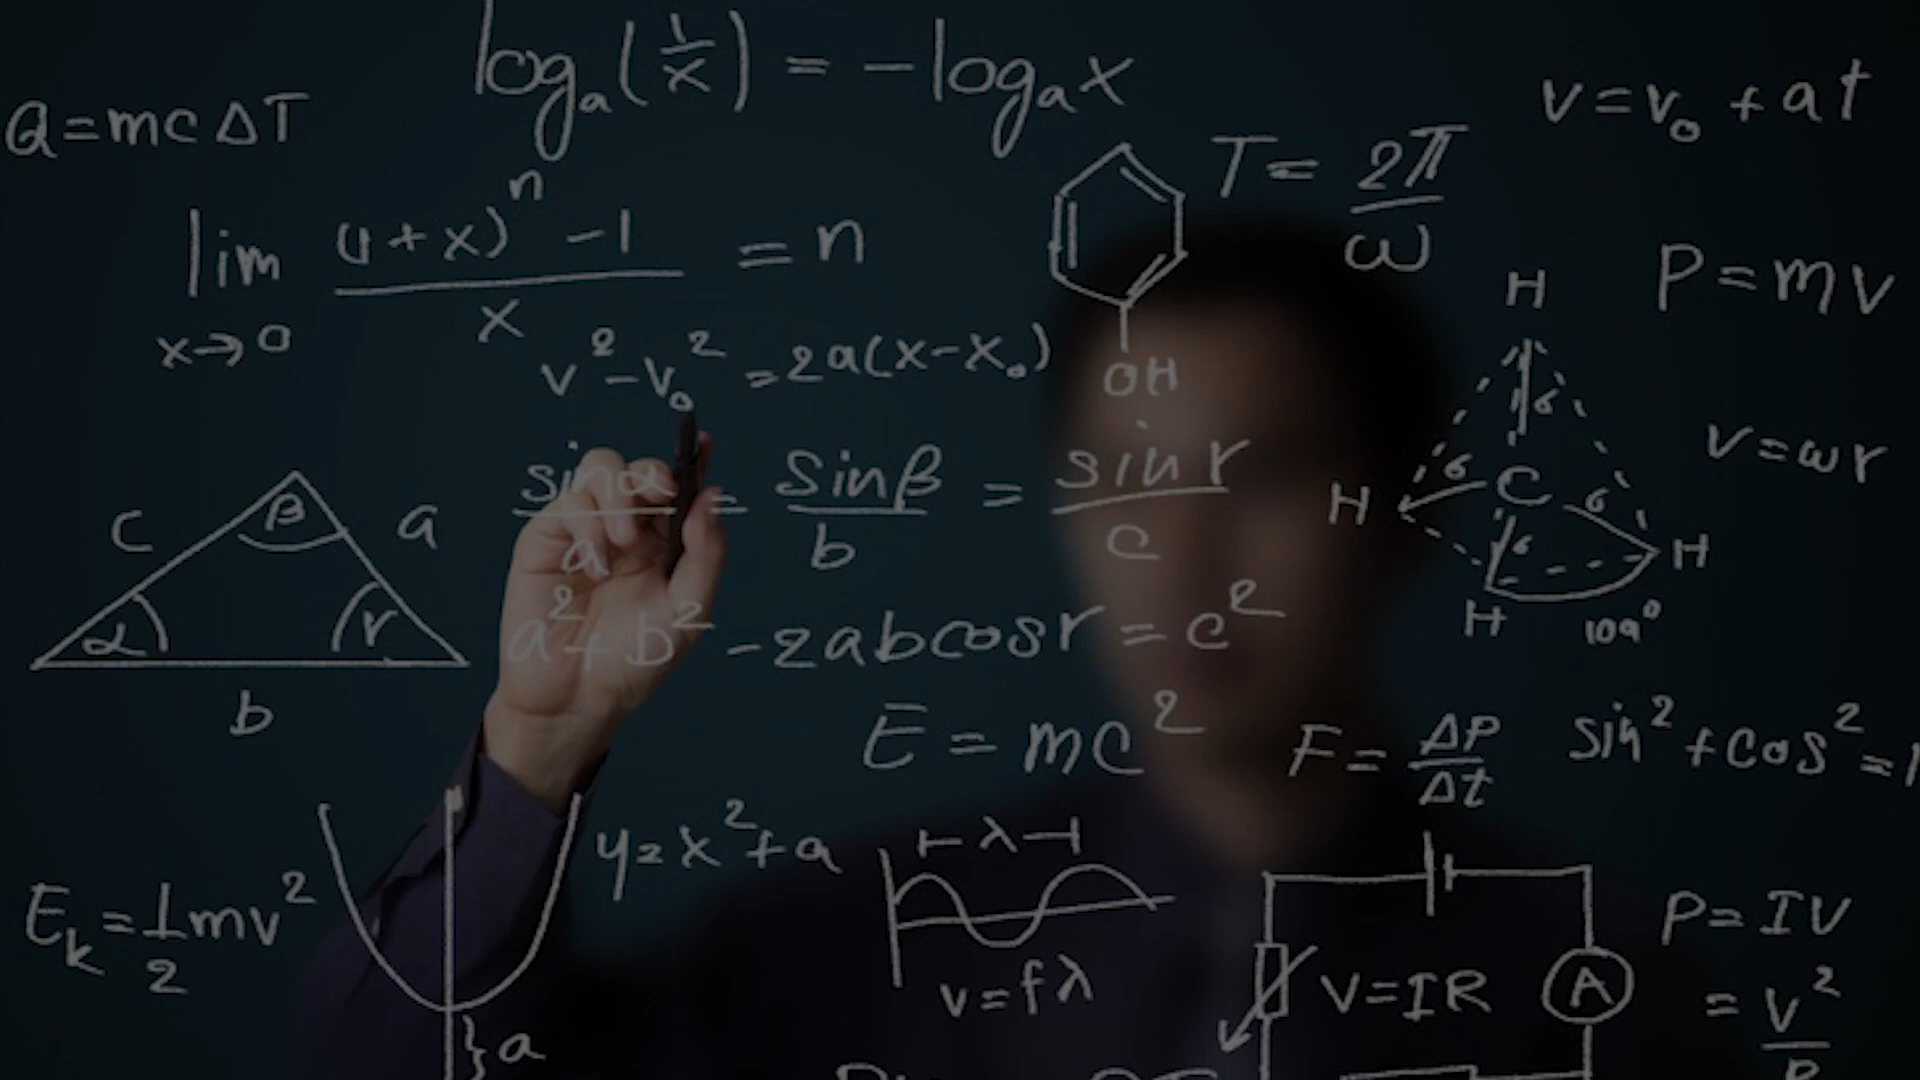 logₐ(1/x) = -logₐx
Q=mcΔT
v=v₀+at
T=2π/ω
lim x→0 ((1+x)ⁿ-1)/x = n
P=mv
H
v²-v₀²=2a(x-x₀)
OH
σ
v=ωr
sinα/a = sinβ/b = sinr/c
H σ C σ H
σ
H
109°
c β a
α r
b
a²+b²-2abcosr=c²
E=mc²
F=ΔP/Δt
sin²+cos²=1
y=x²+a
λ
Eₖ=1/2mv²
v=fλ
V=IR
A
P=IV
=V²/R
}a